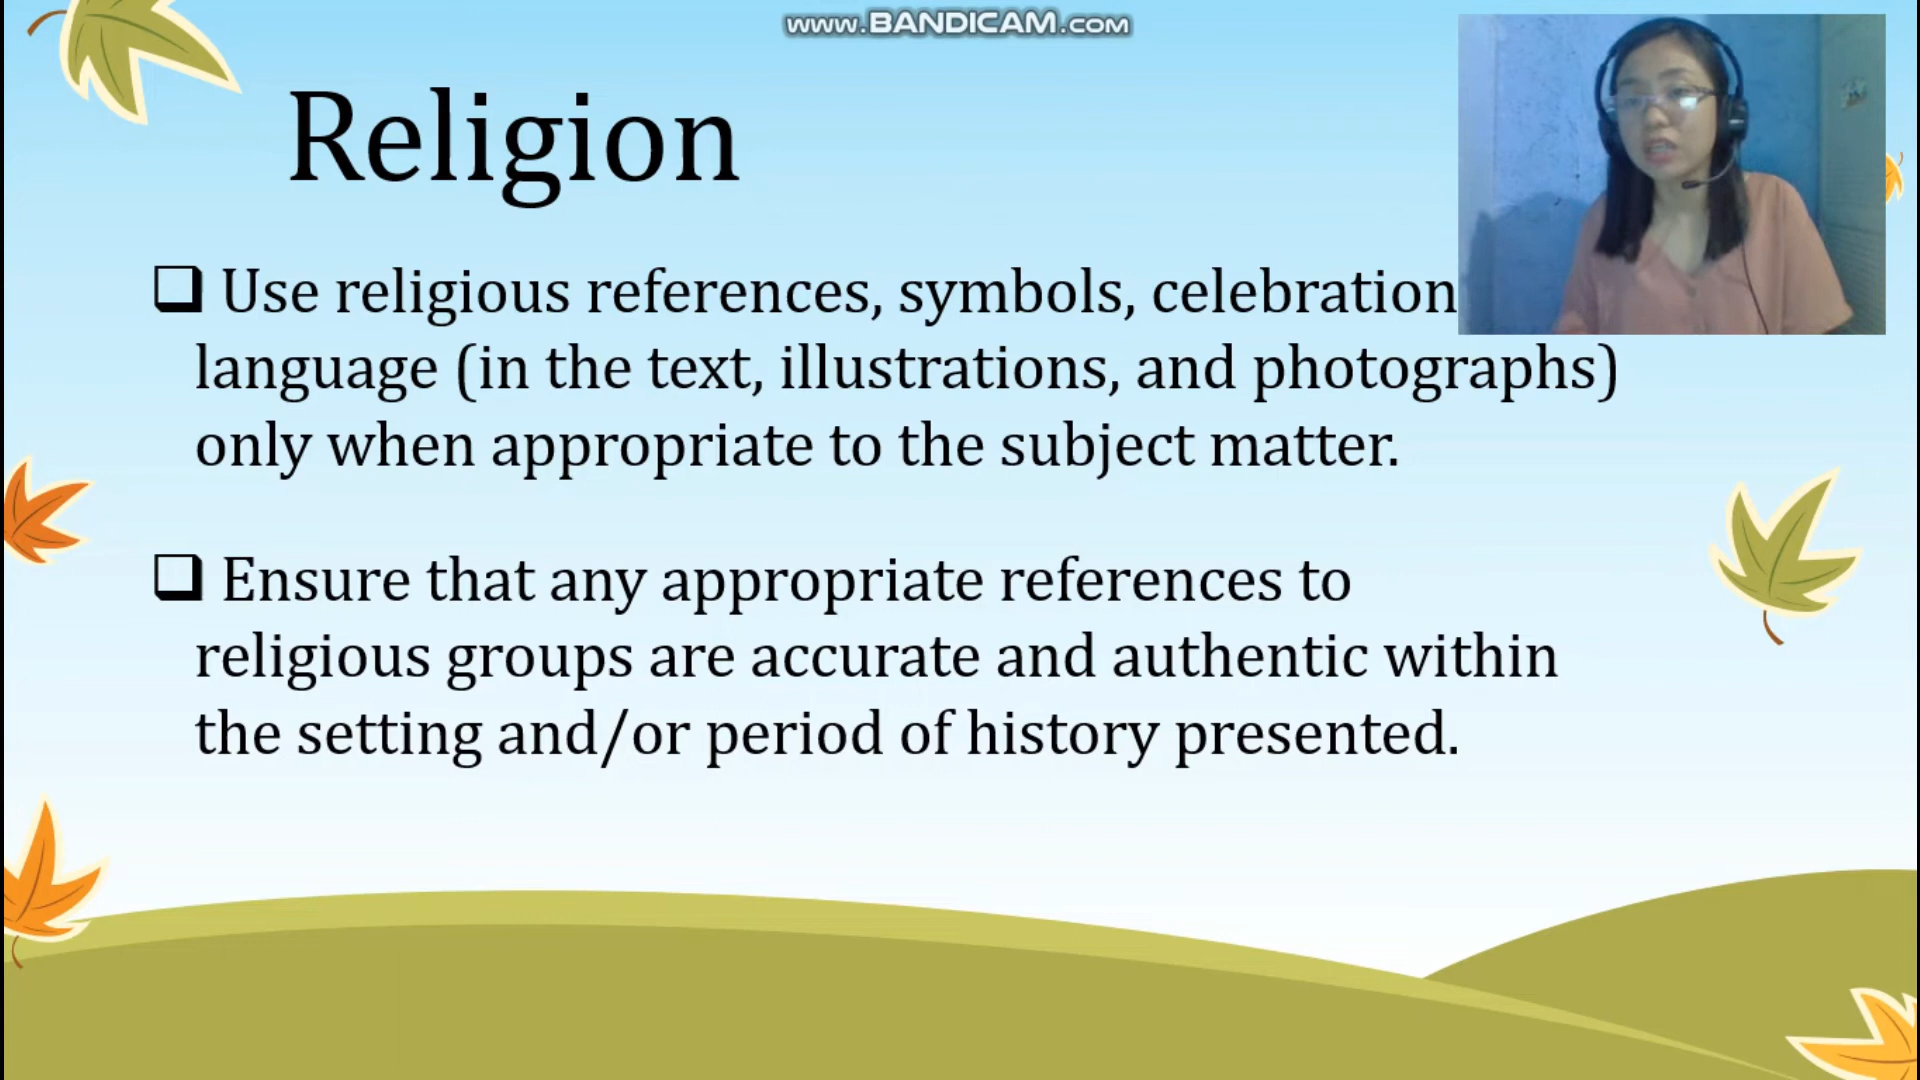 www.BANDICAM.com
Religion
Use religious references, symbols, celebration
language (in the text, illustrations, and photographs)
only when appropriate to the subject matter.
Ensure that any appropriate references to
religious groups are accurate and authentic within
the setting and/or period of history presented.